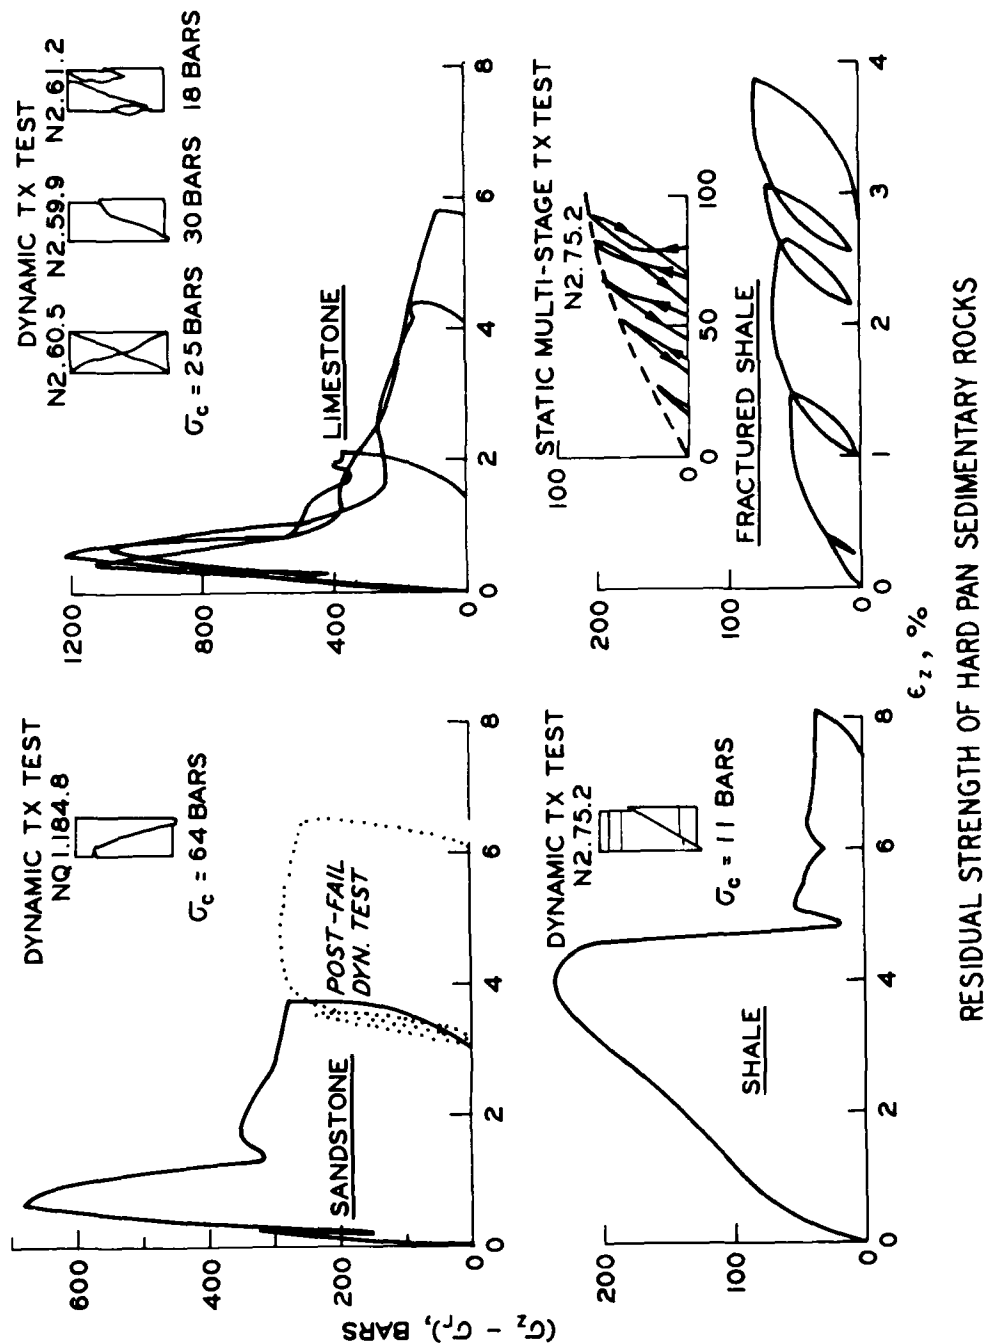 DYNAMIC TX TEST
NQ1.184.8
σc = 64 BARS
600
400
200
0
(σz - σr), BARS
SANDSTONE
POST-FAIL
DYN. TEST
0
2
4
6
8
DYNAMIC TX TEST
N2.60.5 N2.59.9 N2.61.2
σc = 25 BARS 30 BARS 18 BARS
1200
800
400
0
LIMESTONE
0
2
4
6
8
DYNAMIC TX TEST
N2.75.2
σc = 11 BARS
200
100
0
SHALE
0
2
4
6
8
STATIC MULTI-STAGE TX TEST
N2.75.2
100
0
0
50
100
FRACTURED SHALE
200
100
0
0
1
2
3
4
εz, %
RESIDUAL STRENGTH OF HARD PAN SEDIMENTARY ROCKS